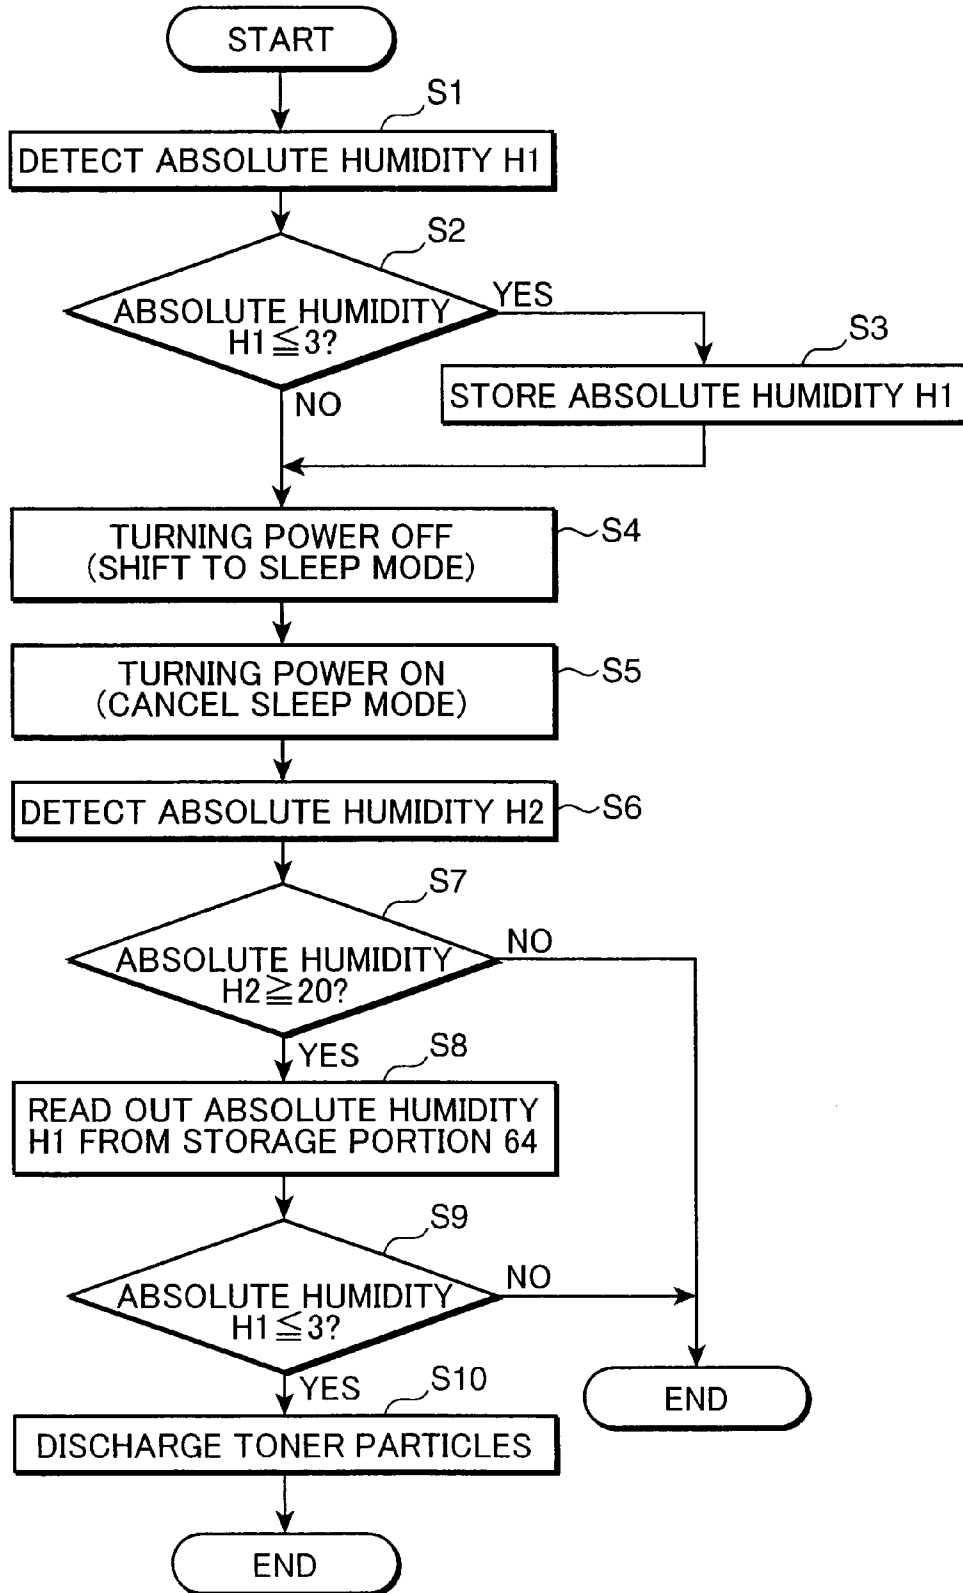 START
S1
DETECT ABSOLUTE HUMIDITY H1
S2
ABSOLUTE HUMIDITY
H1≦3?
YES
NO
S3
STORE ABSOLUTE HUMIDITY H1
TURNING POWER OFF
(SHIFT TO SLEEP MODE)
S4
TURNING POWER ON
(CANCEL SLEEP MODE)
S5
DETECT ABSOLUTE HUMIDITY H2
S6
S7
ABSOLUTE HUMIDITY
H2≧20?
NO
YES
S8
READ OUT ABSOLUTE HUMIDITY
H1 FROM STORAGE PORTION 64
S9
ABSOLUTE HUMIDITY
H1≦3?
NO
YES
S10
DISCHARGE TONER PARTICLES
END
END